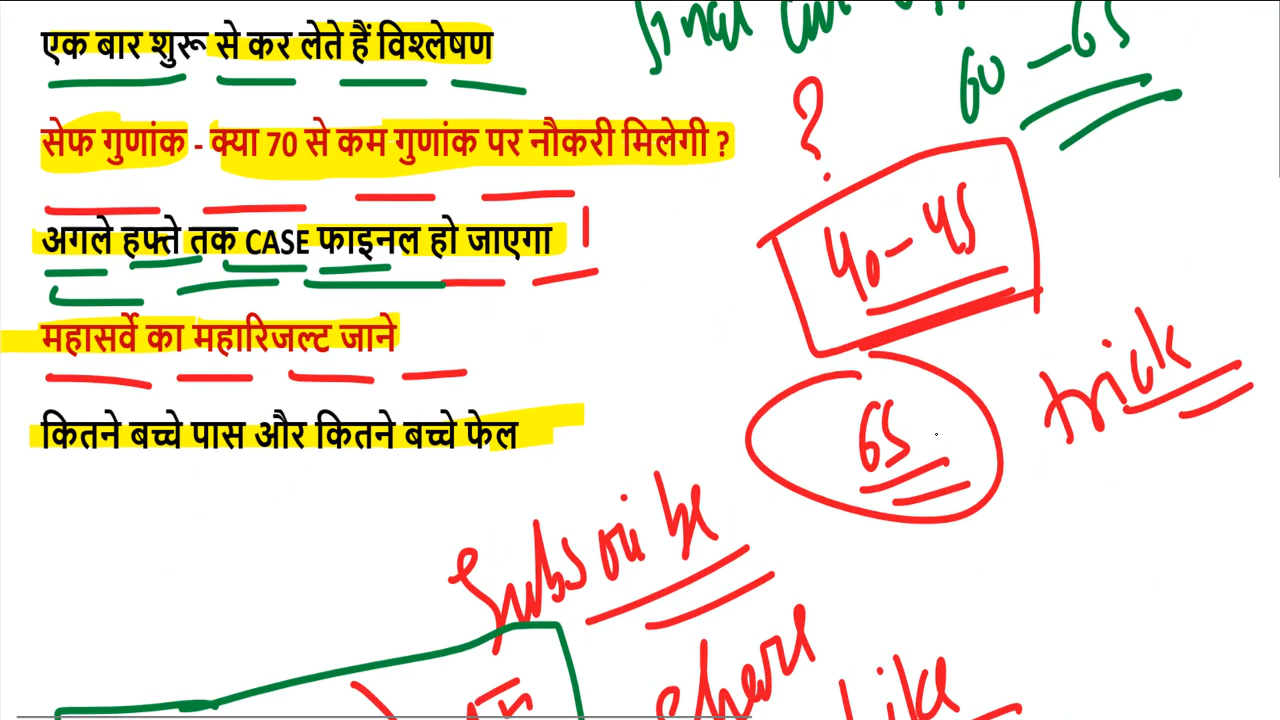 एक बार शुरू से कर लेते हैं विश्लेषण
सेफ गुणांक - क्या 70 से कम गुणांक पर नौकरी मिलेगी ?
अगले हफ्ते तक CASE फाइनल हो जाएगा
महासर्वे का महारिजल्ट जाने
कितने बच्चे पास और कितने बच्चे फेल
final
60 - 65
?
40 - 45
65
trick
Subscribe
Share
Like